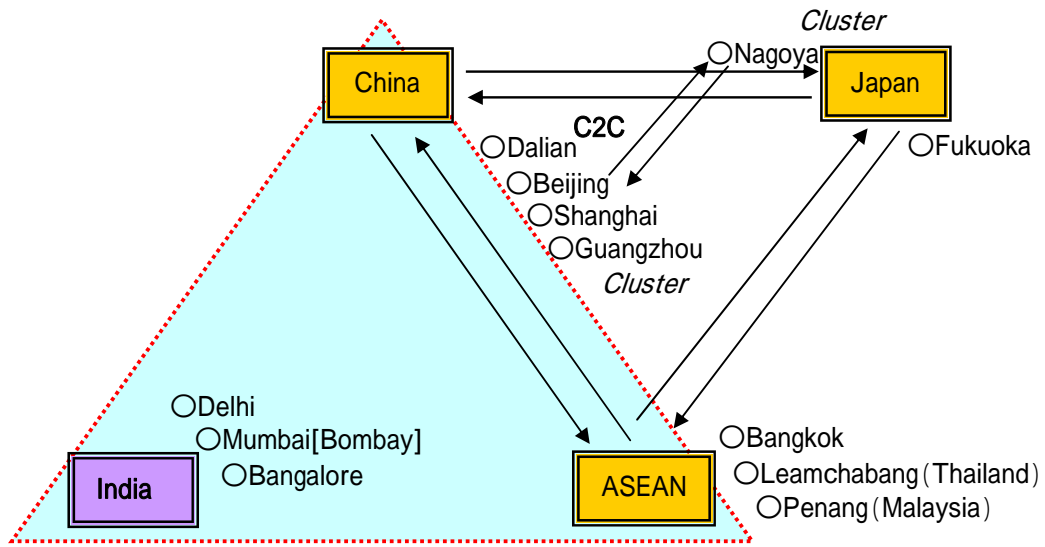 Cluster
○Nagoya
China
Japan
C2C
○Dalian
○Fukuoka
○Beijing
○Shanghai
○Guangzhou
Cluster
○Delhi
○Mumbai[Bombay]
○Bangalore
India
ASEAN
○Bangkok
○Leamchabang(Thailand)
○Penang(Malaysia)